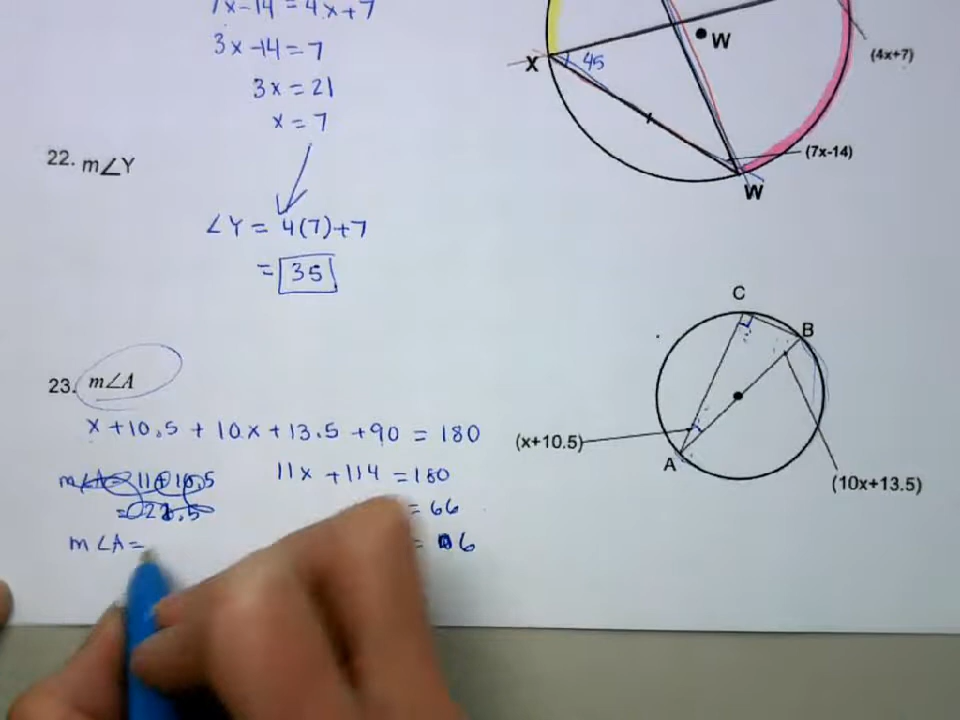 7x-14 = 4x+7
3x-14 = 7
3x = 21
x = 7
W
X
45
(4x+7)
(7x-14)
W
22. m∠Y
∠Y = 4(7)+7
= 35
23. m∠A
x+10.5 + 10x + 13.5 + 90 = 180
11x + 114 = 180
= 66
= 6
m∠A=
C
B
A
(x+10.5)
(10x+13.5)